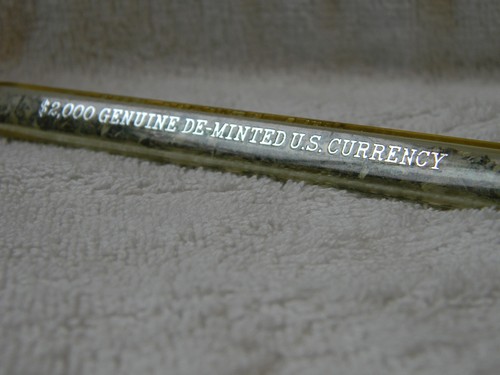 $2,000 GENUINE DE-MINTED U.S. CURRENCY